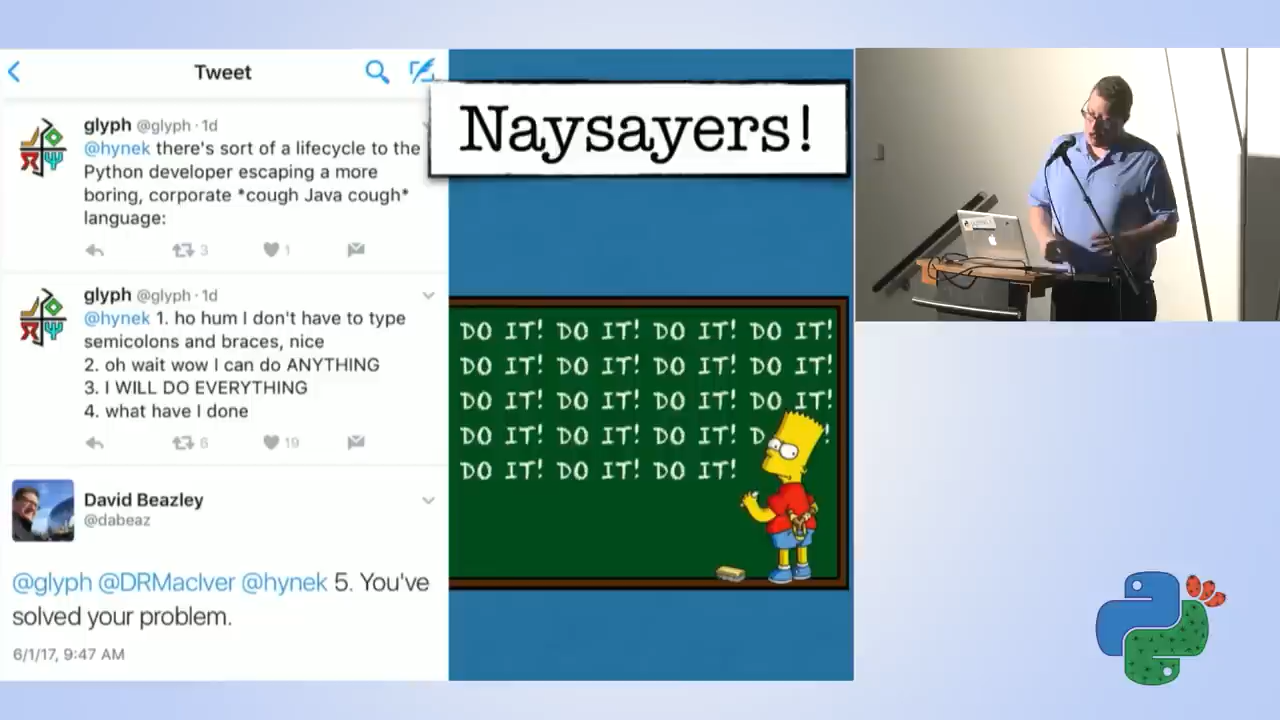 Tweet
glyph @glyph · 1d
@hynek there's sort of a lifecycle to the
Python developer escaping a more
boring, corporate *cough Java cough*
language:
3
1
glyph @glyph · 1d
@hynek 1. ho hum I don't have to type
semicolons and braces, nice
2. oh wait wow I can do ANYTHING
3. I WILL DO EVERYTHING
4. what have I done
6
19
David Beazley
@dabeaz
@glyph @DRMacIver @hynek 5. You've
solved your problem.
6/1/17, 9:47 AM
Naysayers!
DO IT! DO IT! DO IT! DO IT!
DO IT! DO IT! DO IT! DO IT!
DO IT! DO IT! DO IT! DO IT!
DO IT! DO IT! DO IT! D !
DO IT! DO IT! DO IT!